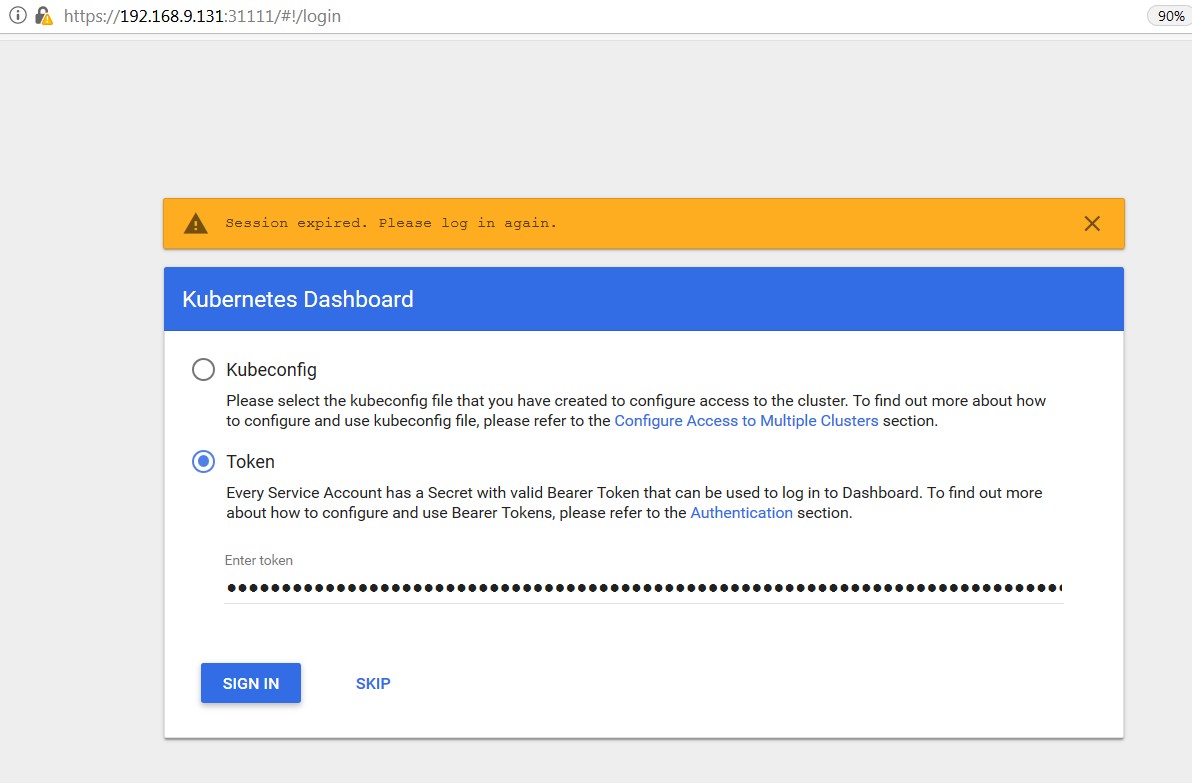 https://192.168.9.131:31111/#!/login
90%
Session expired. Please log in again.
Kubernetes Dashboard
Kubeconfig
Please select the kubeconfig file that you have created to configure access to the cluster. To find out more about how
to configure and use kubeconfig file, please refer to the Configure Access to Multiple Clusters section.
Token
Every Service Account has a Secret with valid Bearer Token that can be used to log in to Dashboard. To find out more
about how to configure and use Bearer Tokens, please refer to the Authentication section.
Enter token
SIGN IN
SKIP